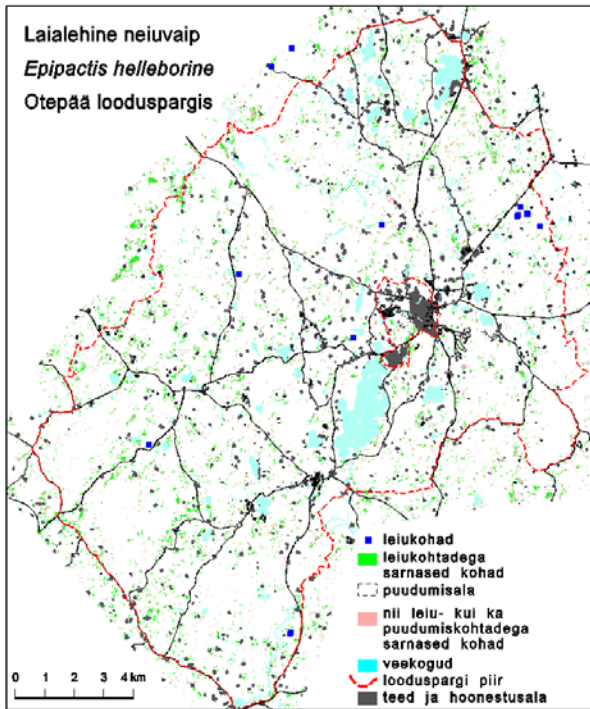 Laialehine neiuvaip
Epipactis helleborine
Otepää looduspargis
leiukohad
leiukohtadega
sarnased kohad
puudumisala
nii leiu- kui ka
puudumiskohtadega
sarnased kohad
veekogud
looduspargi piir
teed ja hoonestusala
0 1 2 4 km